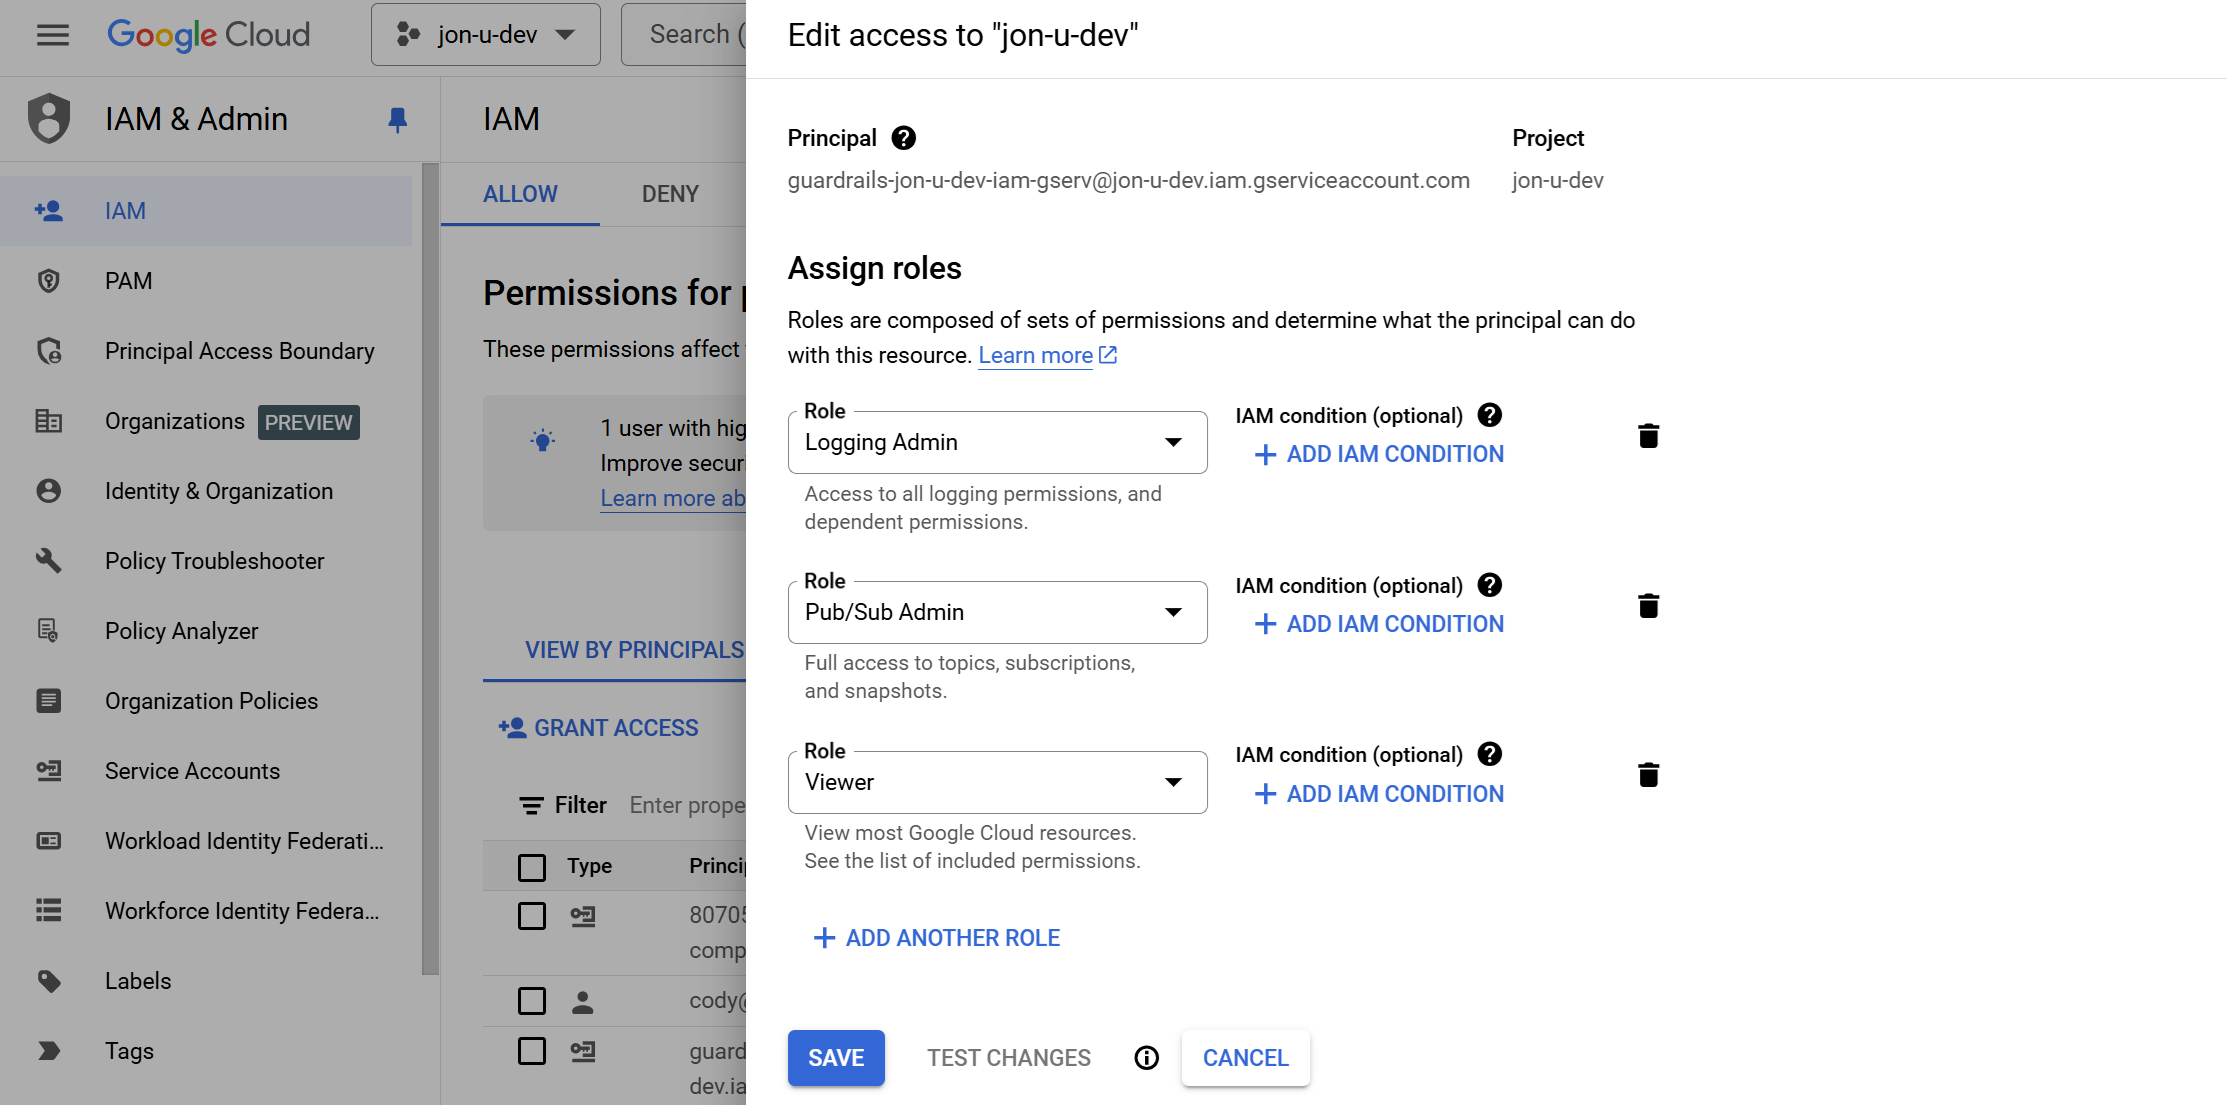 Google Cloud
jon-u-dev
Search (
IAM & Admin
IAM
PAM
Principal Access Boundary
Organizations PREVIEW
Identity & Organization
Policy Troubleshooter
Policy Analyzer
Organization Policies
Service Accounts
Workload Identity Federati...
Workforce Identity Federa...
Labels
Tags
IAM
ALLOW DENY
Permissions for
These permissions affect
1 user with hig
Improve securi
Learn more ab
VIEW BY PRINCIPALS
GRANT ACCESS
Filter Enter prope
Type Princip
80705
comp
cody@
guard
dev.ia
Edit access to "jon-u-dev"
Principal Project
guardrails-jon-u-dev-iam-gserv@jon-u-dev.iam.gserviceaccount.com jon-u-dev
Assign roles
Roles are composed of sets of permissions and determine what the principal can do
with this resource. Learn more
Role
Logging Admin
IAM condition (optional)
ADD IAM CONDITION
Access to all logging permissions, and
dependent permissions.
Role
Pub/Sub Admin
IAM condition (optional)
ADD IAM CONDITION
Full access to topics, subscriptions,
and snapshots.
Role
Viewer
IAM condition (optional)
ADD IAM CONDITION
View most Google Cloud resources.
See the list of included permissions.
ADD ANOTHER ROLE
SAVE TEST CHANGES CANCEL